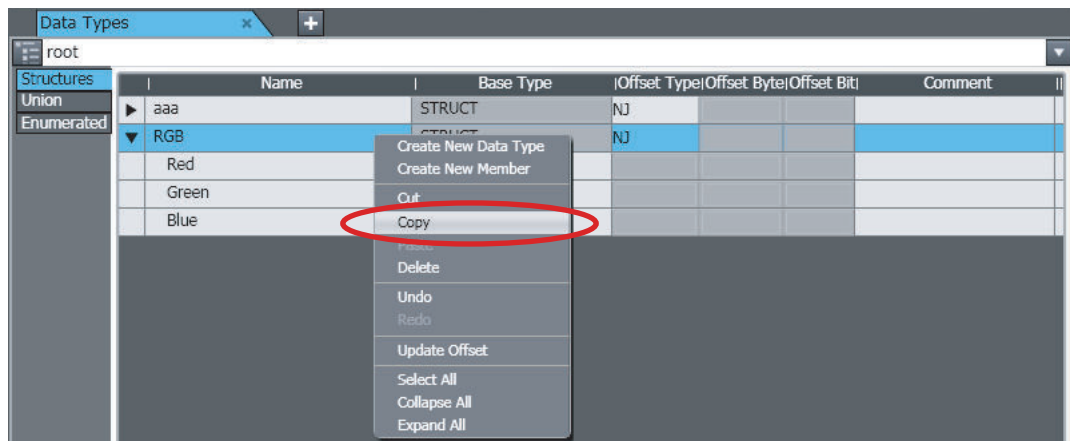 Data Types × +
root
Structures
Union
Enumerated
Name Base Type Offset Type Offset Byte Offset Bit Comment
aaa STRUCT NJ
RGB STRUCT NJ
Red
Green
Blue
Create New Data Type
Create New Member
Cut
Copy
Paste
Delete
Undo
Redo
Update Offset
Select All
Collapse All
Expand All